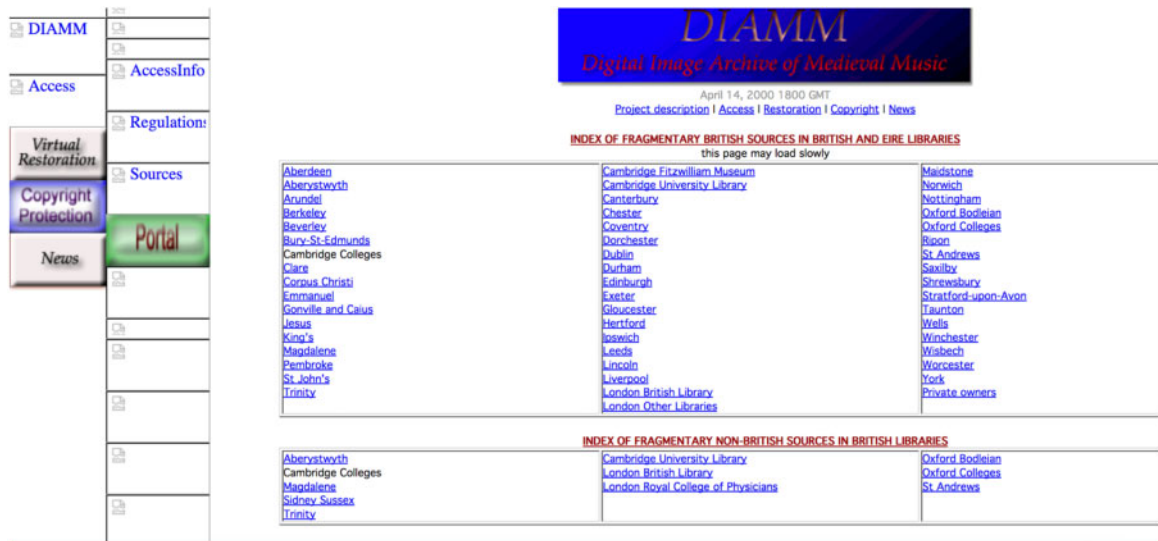 DIAMM
Access
Virtual
Restoration
Copyright
Protection
News
AccessInfo
Regulations
Sources
Portal
DIAMM
Digital Image Archive of Medieval Music
April 14, 2000 1800 GMT
Project description | Access | Restoration | Copyright | News
INDEX OF FRAGMENTARY BRITISH SOURCES IN BRITISH AND EIRE LIBRARIES
this page may load slowly
Aberdeen
Aberystwyth
Arundel
Berkeley
Beverley
Bury-St-Edmunds
Cambridge Colleges
Clare
Corpus Christi
Emmanuel
Gonville and Caius
Jesus
King's
Magdalene
Pembroke
St John's
Trinity
Cambridge Fitzwilliam Museum
Cambridge University Library
Canterbury
Chester
Coventry
Dorchester
Dublin
Durham
Edinburgh
Exeter
Gloucester
Hertford
Ipswich
Leeds
Lincoln
Liverpool
London British Library
London Other Libraries
Maidstone
Norwich
Nottingham
Oxford Bodleian
Oxford Colleges
Ripon
St Andrews
Saxilby
Shrewsbury
Stratford-upon-Avon
Taunton
Wells
Winchester
Wisbech
Worcester
York
Private owners
INDEX OF FRAGMENTARY NON-BRITISH SOURCES IN BRITISH LIBRARIES
Aberystwyth
Cambridge Colleges
Magdalene
Sidney Sussex
Trinity
Cambridge University Library
London British Library
London Royal College of Physicians
Oxford Bodleian
Oxford Colleges
St Andrews